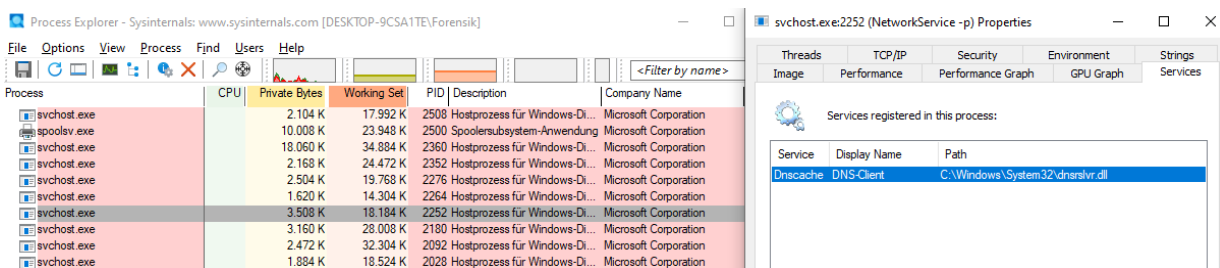 Process Explorer - Sysinternals: www.sysinternals.com [DESKTOP-9CSA1TE\Forensik]
File Options View Process Find Users Help
<Filter by name>
Process CPU Private Bytes Working Set PID Description Company Name
svchost.exe 2.104 K 17.992 K 2508 Hostprozess für Windows-Di... Microsoft Corporation
spoolsv.exe 10.008 K 23.948 K 2500 Spoolersubsystem-Anwendung Microsoft Corporation
svchost.exe 18.060 K 34.884 K 2360 Hostprozess für Windows-Di... Microsoft Corporation
svchost.exe 2.168 K 24.472 K 2352 Hostprozess für Windows-Di... Microsoft Corporation
svchost.exe 2.504 K 19.768 K 2276 Hostprozess für Windows-Di... Microsoft Corporation
svchost.exe 1.620 K 14.304 K 2264 Hostprozess für Windows-Di... Microsoft Corporation
svchost.exe 3.508 K 18.184 K 2252 Hostprozess für Windows-Di... Microsoft Corporation
svchost.exe 3.160 K 28.008 K 2180 Hostprozess für Windows-Di... Microsoft Corporation
svchost.exe 2.472 K 32.304 K 2092 Hostprozess für Windows-Di... Microsoft Corporation
svchost.exe 1.884 K 18.524 K 2028 Hostprozess für Windows-Di... Microsoft Corporation
svchost.exe:2252 (NetworkService -p) Properties
Threads TCP/IP Security Environment Strings
Image Performance Performance Graph GPU Graph Services
Services registered in this process:
Service Display Name Path
Dnscache DNS-Client C:\Windows\System32\dnsrslvr.dll